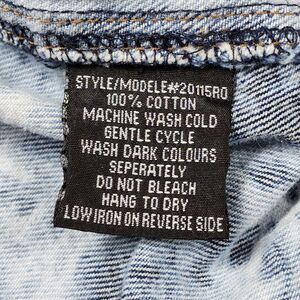 STYLE/MODELE#20115RO
100% COTTON
MACHINE WASH COLD
GENTLE CYCLE
WASH DARK COLOURS
SEPERATELY
DO NOT BLEACH
HANG TO DRY
LOW IRON ON REVERSE SIDE